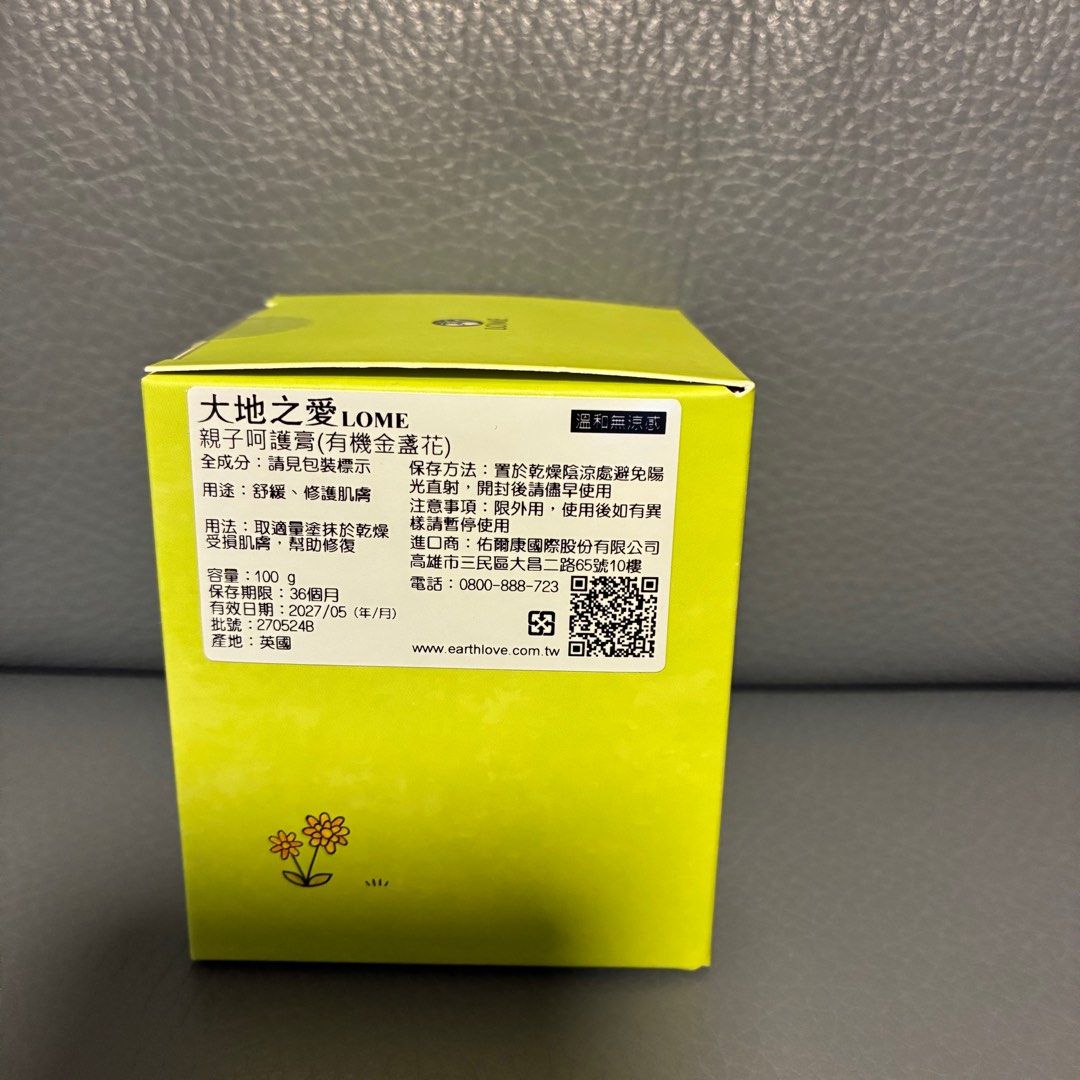 LOME
大地之愛LOME
溫和無涼感
親子呵護膏(有機金盞花)
全成分：請見包裝標示
用途：舒緩、修護肌膚
用法：取適量塗抹於乾燥
受損肌膚，幫助修復
容量：100 g
保存期限：36個月
有效日期：2027/05（年/月）
批號：270524B
產地：英國
保存方法：置於乾燥陰涼處避免陽
光直射，開封後請儘早使用
注意事項：限外用，使用後如有異
樣請暫停使用
進口商：佑爾康國際股份有限公司
高雄市三民區大昌二路65號10樓
電話：0800-888-723
www.earthlove.com.tw